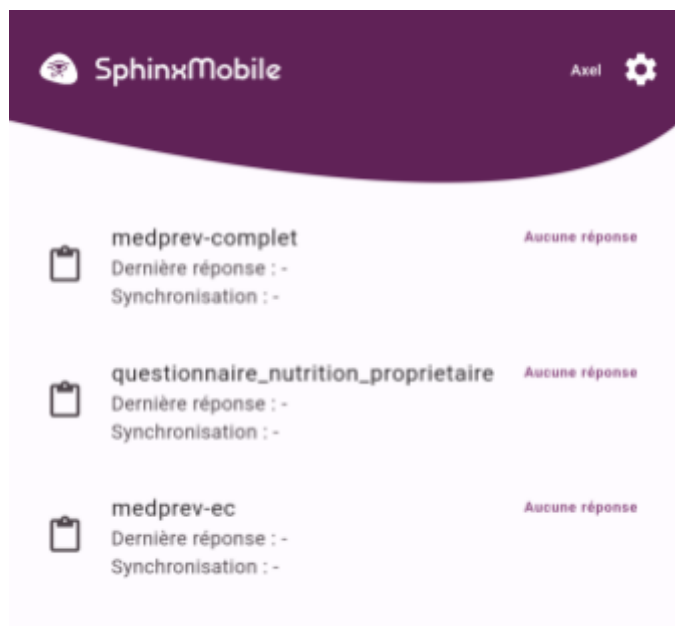 SphinxMobile
Axel
medprev-complet
Aucune réponse
Dernière réponse : -
Synchronisation : -
questionnaire_nutrition_proprietaire
Aucune réponse
Dernière réponse : -
Synchronisation : -
medprev-ec
Aucune réponse
Dernière réponse : -
Synchronisation : -